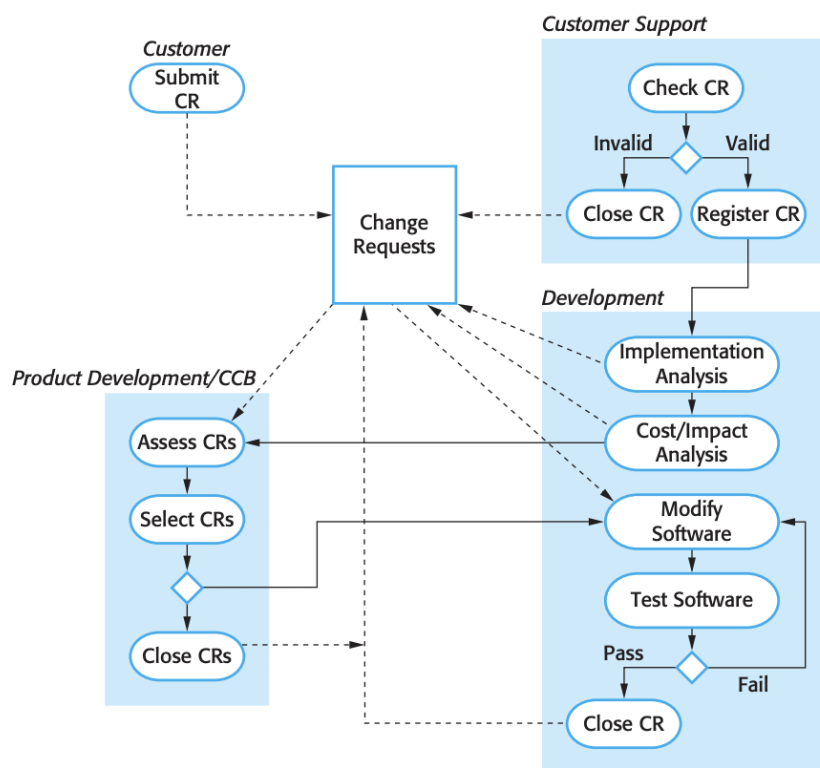 Customer
Submit
CR
Customer Support
Check CR
Invalid
Valid
Close CR
Register CR
Change
Requests
Development
Implementation
Analysis
Cost/Impact
Analysis
Product Development/CCB
Assess CRs
Select CRs
Close CRs
Modify
Software
Test Software
Pass
Fail
Close CR